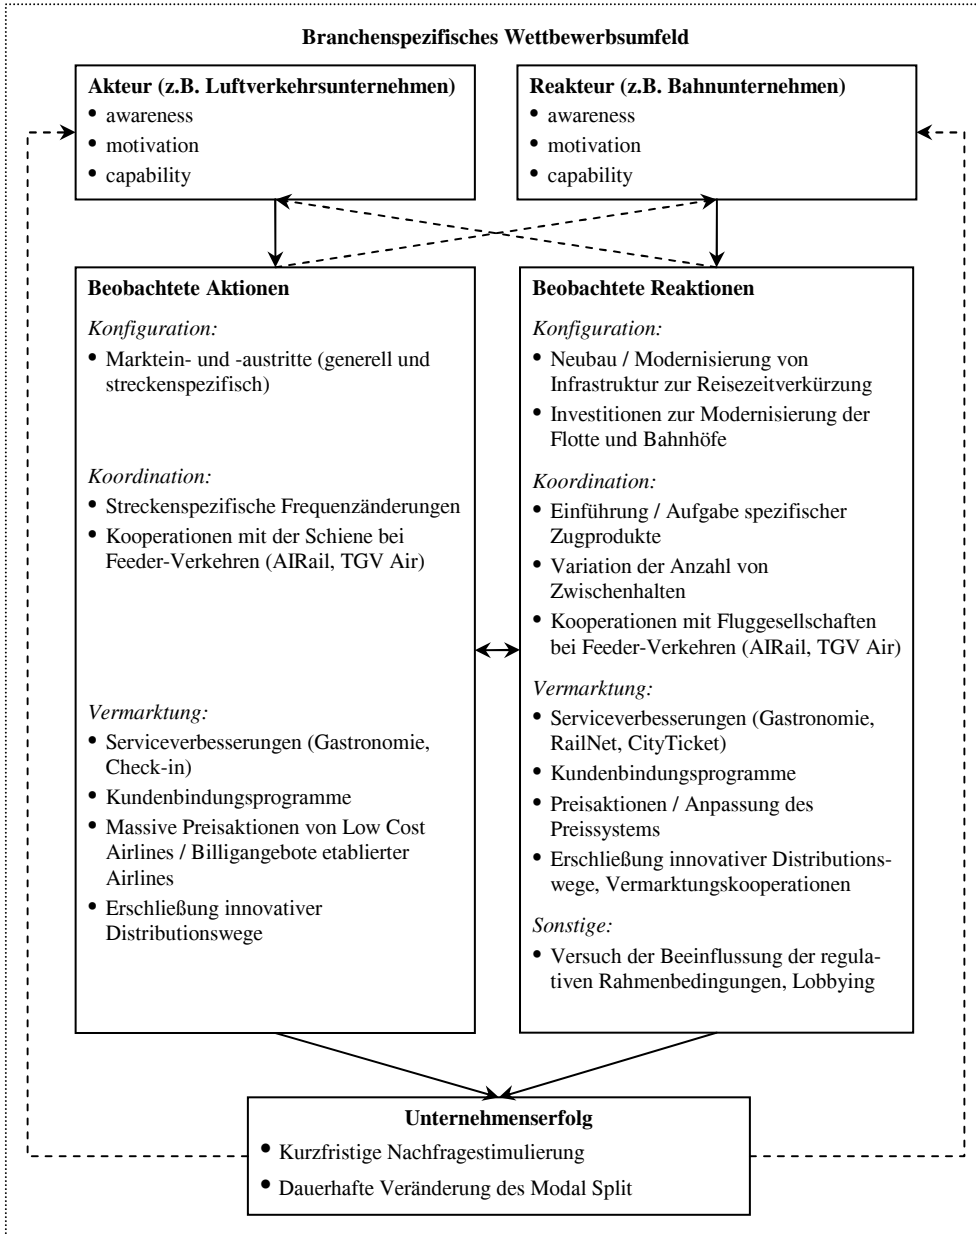 Branchenspezifisches Wettbewerbsumfeld
Akteur (z.B. Luftverkehrsunternehmen)
• awareness
• motivation
• capability
Reakteur (z.B. Bahnunternehmen)
• awareness
• motivation
• capability
Beobachtete Aktionen
Konfiguration:
• Marktein- und -austritte (generell und
streckenspezifisch)
Koordination:
• Streckenspezifische Frequenzänderungen
• Kooperationen mit der Schiene bei
Feeder-Verkehren (AIRail, TGV Air)
Vermarktung:
• Serviceverbesserungen (Gastronomie,
Check-in)
• Kundenbindungsprogramme
• Massive Preisaktionen von Low Cost
Airlines / Billigangebote etablierter
Airlines
• Erschließung innovativer
Distributionswege
Beobachtete Reaktionen
Konfiguration:
• Neubau / Modernisierung von
Infrastruktur zur Reisezeitverkürzung
• Investitionen zur Modernisierung der
Flotte und Bahnhöfe
Koordination:
• Einführung / Aufgabe spezifischer
Zugprodukte
• Variation der Anzahl von
Zwischenhalten
• Kooperationen mit Fluggesellschaften
bei Feeder-Verkehren (AIRail, TGV Air)
Vermarktung:
• Serviceverbesserungen (Gastronomie,
RailNet, CityTicket)
• Kundenbindungsprogramme
• Preisaktionen / Anpassung des
Preissystems
• Erschließung innovativer Distributions-
wege, Vermarktungskooperationen
Sonstige:
• Versuch der Beeinflussung der regula-
tiven Rahmenbedingungen, Lobbying
Unternehmenserfolg
• Kurzfristige Nachfragestimulierung
• Dauerhafte Veränderung des Modal Split